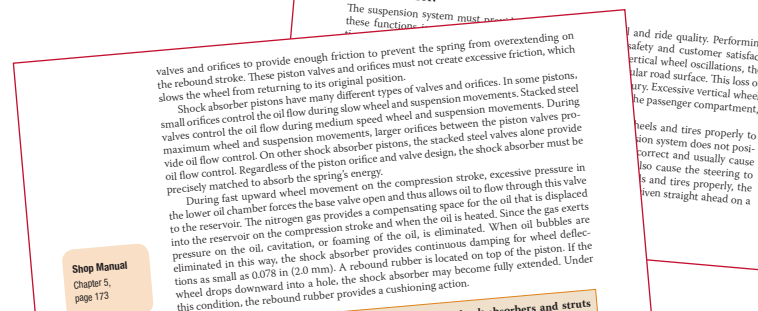 The suspension system must
these functions
valves and orifices to provide enough friction to prevent the spring from overextending on
the rebound stroke. These piston valves and orifices must not create excessive friction, which
slows the wheel from returning to its original position.
Shock absorber pistons have many different types of valves and orifices. In some pistons,
small orifices control the oil flow during slow wheel and suspension movements. Stacked steel
valves control the oil flow during medium speed wheel and suspension movements. During
maximum wheel and suspension movements, larger orifices between the piston valves pro-
vide oil flow control. On other shock absorber pistons, the stacked steel valves alone provide
oil flow control. Regardless of the piston orifice and valve design, the shock absorber must be
precisely matched to absorb the spring's energy.
During fast upward wheel movement on the compression stroke, excessive pressure in
the lower oil chamber forces the base valve open and thus allows oil to flow through this valve
to the reservoir. The nitrogen gas provides a compensating space for the oil that is displaced
into the reservoir on the compression stroke and when the oil is heated. Since the gas exerts
pressure on the oil, cavitation, or foaming of the oil, is eliminated. When oil bubbles are
eliminated in this way, the shock absorber provides continuous damping for wheel deflec-
tions as small as 0.078 in (2.0 mm). A rebound rubber is located on top of the piston. If the
wheel drops downward into a hole, the shock absorber may become fully extended. Under
this condition, the rebound rubber provides a cushioning action.
Shop Manual
Chapter 5,
page 173
absorbers and struts
and ride quality. Performin
safety and customer satisfac
ertical wheel oscillations, the
ular road surface. This loss o
ury. Excessive vertical whee
he passenger compartment,
heels and tires properly to
sion system does not posi-
correct and usually cause
lso cause the steering to
s and tires properly, the
iven straight ahead on a